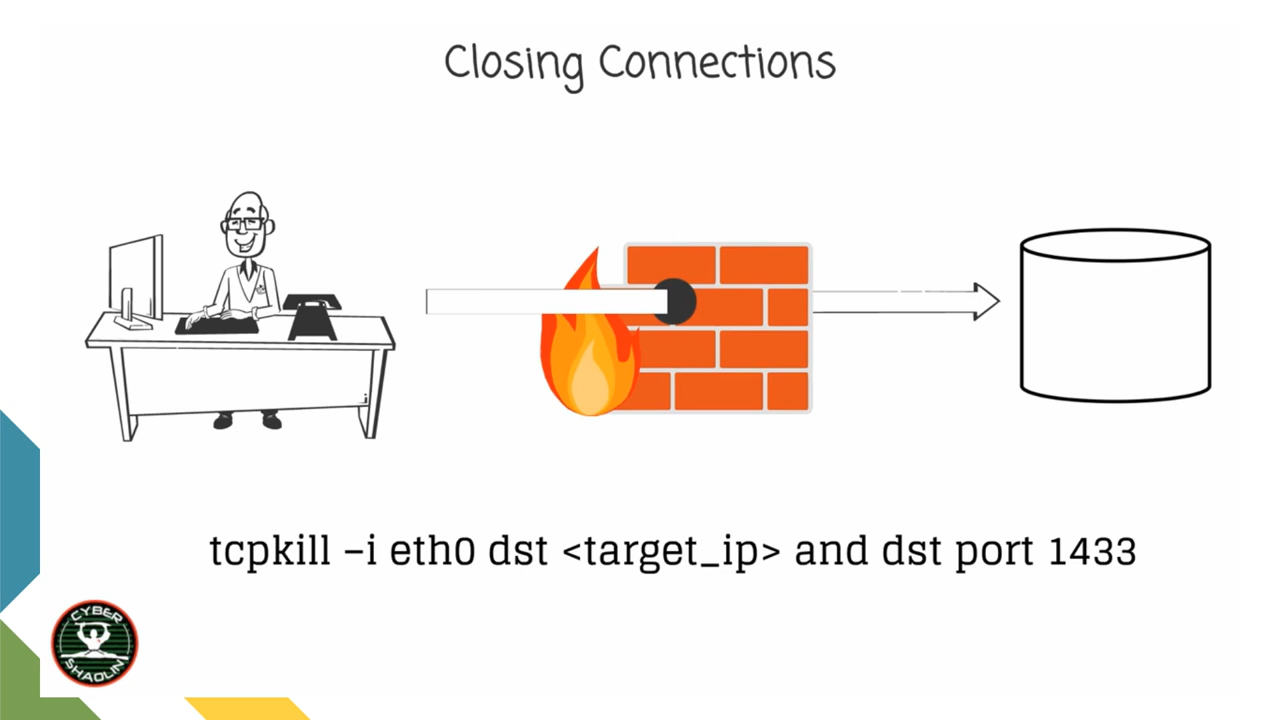 Closing Connections
tcpkill –i eth0 dst <target_ip> and dst port 1433
CYBER
SHAOLIN